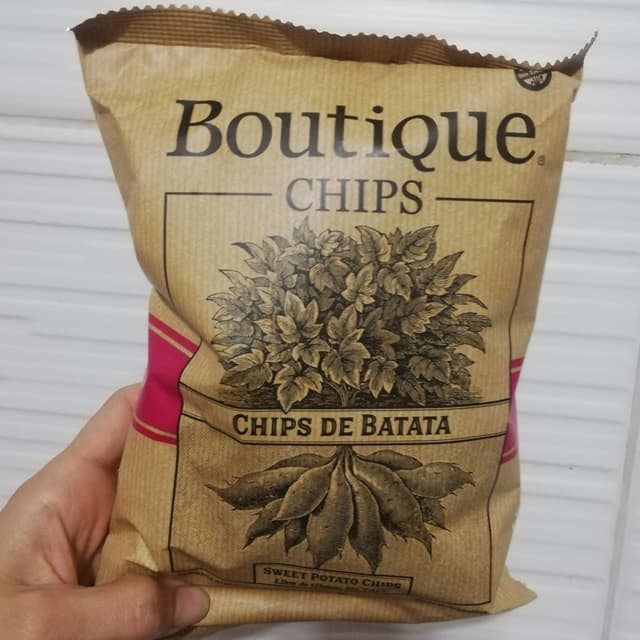 Boutique®
CHIPS
CHIPS DE BATATA
SWEET POTATO CHIPS